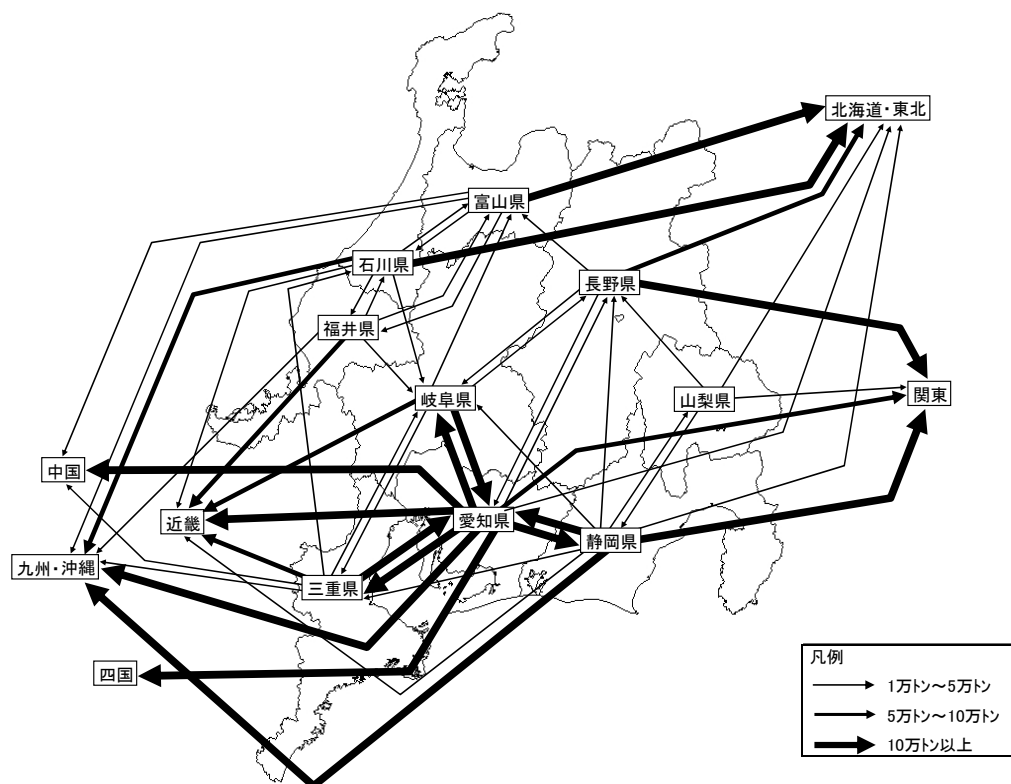 北海道・東北
富山県
石川県
長野県
福井県
岐阜県
山梨県
関東
中国
近畿
愛知県
静岡県
九州・沖縄
三重県
四国
凡例
1万トン～5万トン
5万トン～10万トン
10万トン以上